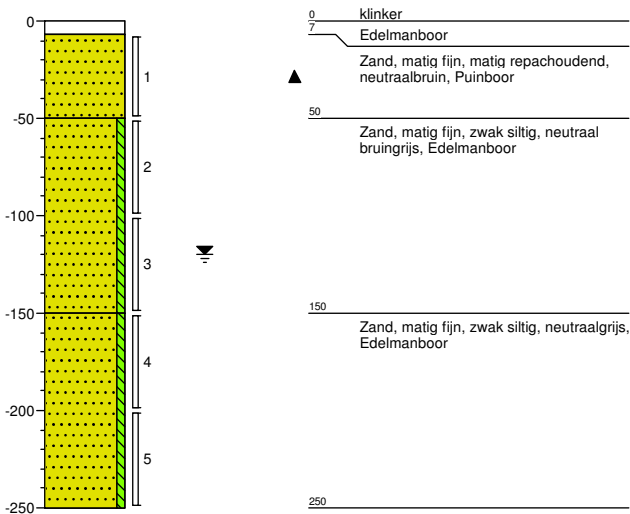 0
-50
-100
-150
-200
-250
1
2
3
4
5
0
klinker
7
Edelmanboor
Zand, matig fijn, matig repachoudend,
neutraalbruin, Puinboor
50
Zand, matig fijn, zwak siltig, neutraal
bruingrijs, Edelmanboor
150
Zand, matig fijn, zwak siltig, neutraalgrijs,
Edelmanboor
250